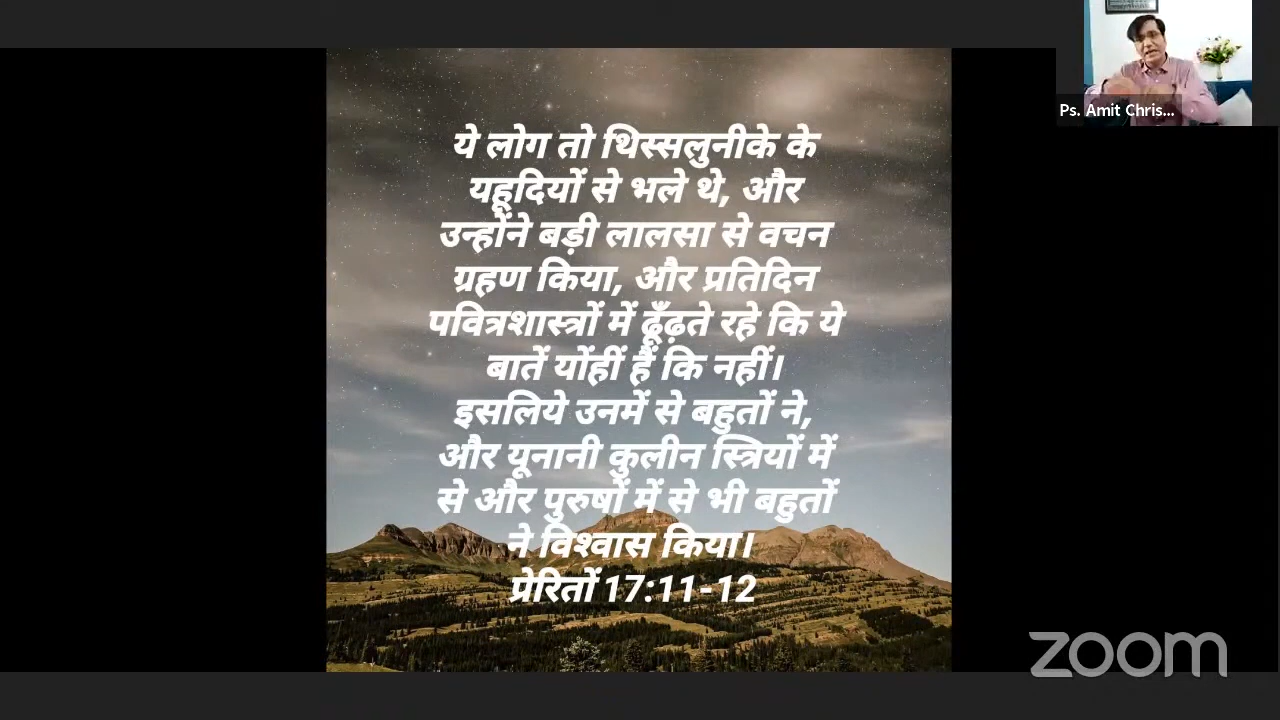 Ps. Amit Chris...
ये लोग तो थिस्सलुनीके के
यहूदियों से भले थे, और
उन्होंने बड़ी लालसा से वचन
ग्रहण किया, और प्रतिदिन
पवित्रशास्त्रों में ढूँढ़ते रहे कि ये
बातें योंहीं हैं कि नहीं।
इसलिये उनमें से बहुतों ने,
और यूनानी कुलीन स्त्रियों में
से और पुरुषों में से भी बहुतों
ने विश्वास किया।
प्रेरितों 17:11-12
zoom